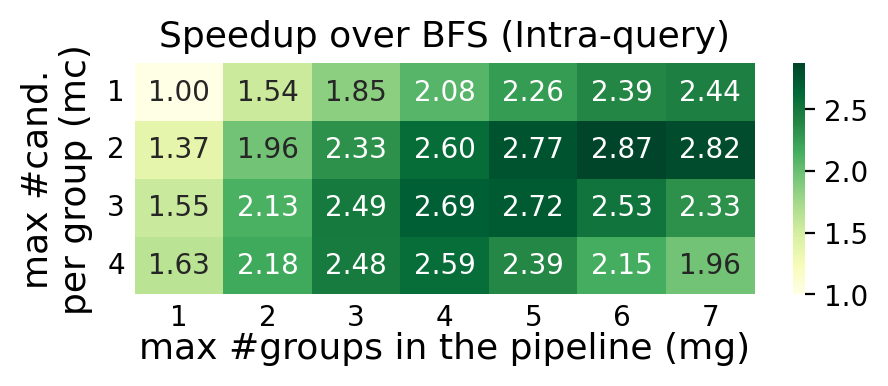 Speedup over BFS (Intra-query)
max #cand.
per group (mc)
1 1.00 1.54 1.85 2.08 2.26 2.39 2.44
2 1.37 1.96 2.33 2.60 2.77 2.87 2.82
3 1.55 2.13 2.49 2.69 2.72 2.53 2.33
4 1.63 2.18 2.48 2.59 2.39 2.15 1.96
1 2 3 4 5 6 7
max #groups in the pipeline (mg)
2.5
2.0
1.5
1.0